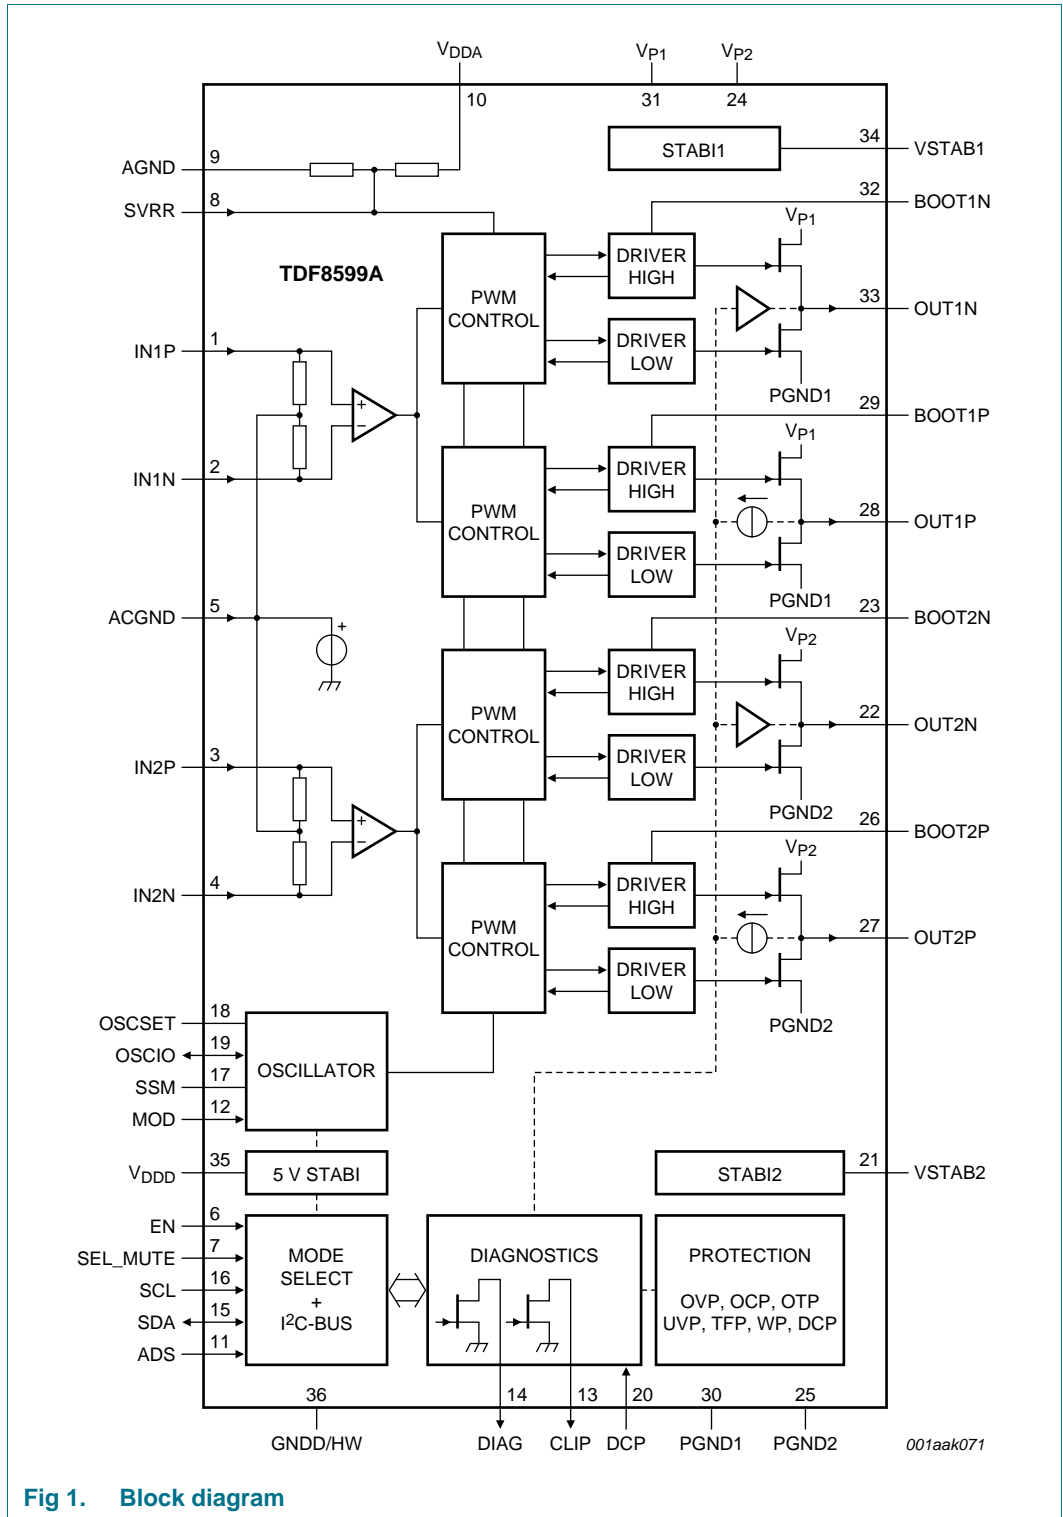 VDDA
VP1
VP2
10
31
24
AGND
9
STABI1
34
VSTAB1
SVRR
8
32
BOOT1N
TDF8599A
PWM
CONTROL
DRIVER
HIGH
VP1
33
OUT1N
IN1P
1
DRIVER
LOW
PGND1
+
−
29
BOOT1P
IN1N
2
PWM
CONTROL
DRIVER
HIGH
VP1
28
OUT1P
DRIVER
LOW
PGND1
ACGND
5
+
23
BOOT2N
PWM
CONTROL
DRIVER
HIGH
VP2
22
OUT2N
IN2P
3
DRIVER
LOW
PGND2
+
−
26
BOOT2P
IN2N
4
PWM
CONTROL
DRIVER
HIGH
VP2
27
OUT2P
DRIVER
LOW
PGND2
OSCSET
18
OSCIO
19
SSM
17
MOD
12
OSCILLATOR
VDDD
35
5 V STABI
STABI2
21
VSTAB2
EN
6
SEL_MUTE
7
SCL
16
SDA
15
ADS
11
MODE
SELECT
+
I2C-BUS
DIAGNOSTICS
PROTECTION
OVP, OCP, OTP
UVP, TFP, WP, DCP
36
14
13
20
30
25
GNDD/HW
DIAG
CLIP
DCP
PGND1
PGND2
001aak071
Fig 1. Block diagram